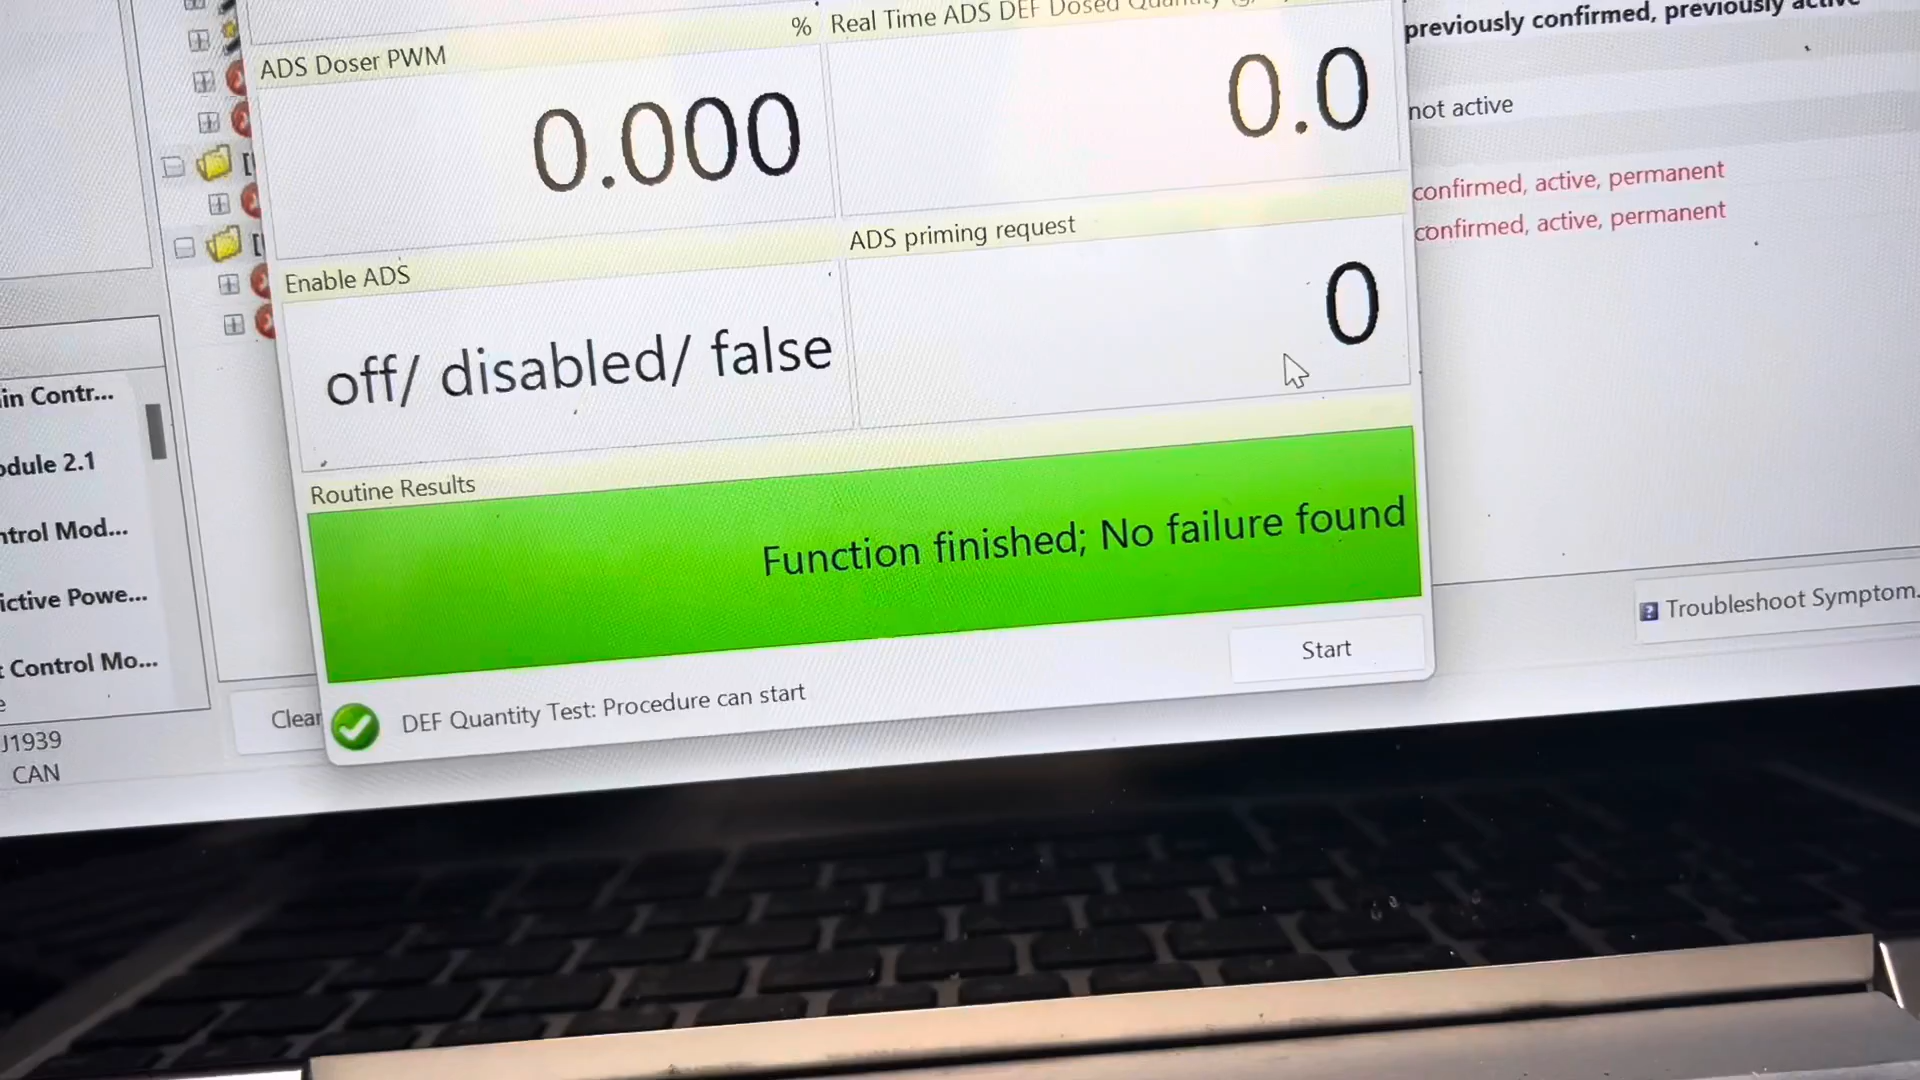 % Real Time ADS DEF Dosed Quantity
previously confirmed, previously active
ADS Doser PWM
0.000
0.0
not active
confirmed, active, permanent
confirmed, active, permanent
Enable ADS
ADS priming request
off/ disabled/ false
0
in Contr...
odule 2.1
ntrol Mod...
ictive Powe...
t Control Mo...
e
J1939
CAN
Routine Results
Function finished; No failure found
Troubleshoot Symptom.
Start
Clear
DEF Quantity Test: Procedure can start